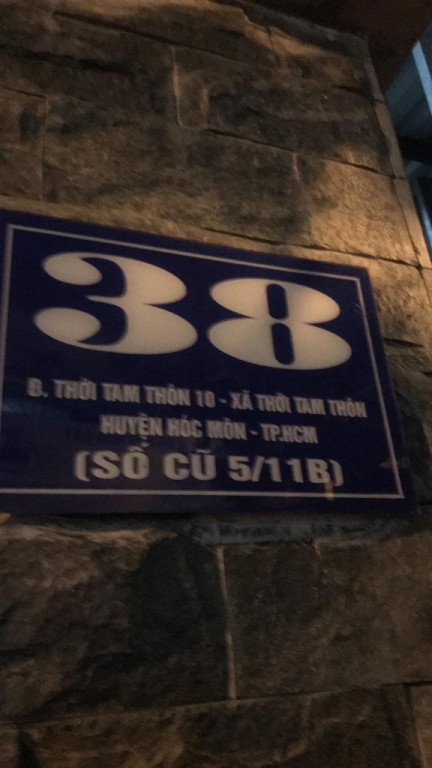 38
Đ. THỚI TAM THÔN 10 - XÃ THỚI TAM THÔN
HUYỆN HÓC MÔN - TP.HCM
(SỐ CŨ 5/11B)